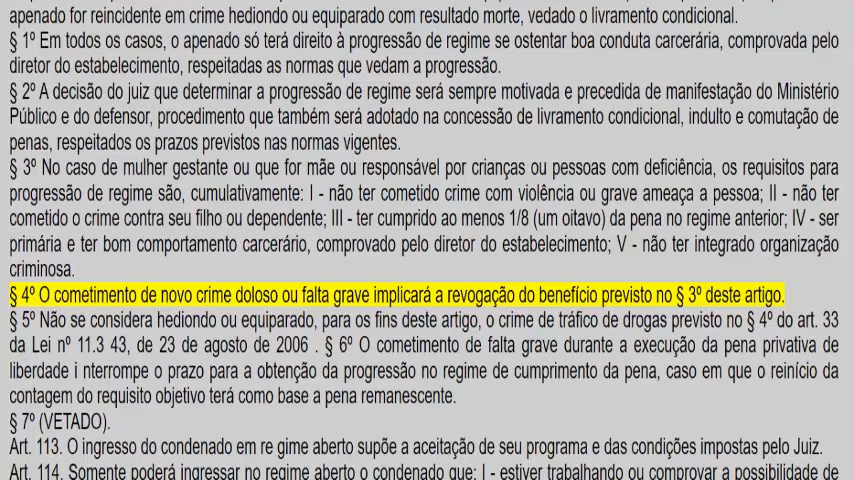 apenado for reincidente em crime hediondo ou equiparado com resultado morte, vedado o livramento condicional.
§ 1º Em todos os casos, o apenado só terá direito à progressão de regime se ostentar boa conduta carcerária, comprovada pelo
diretor do estabelecimento, respeitadas as normas que vedam a progressão.
§ 2º A decisão do juiz que determinar a progressão de regime será sempre motivada e precedida de manifestação do Ministério
Público e do defensor, procedimento que também será adotado na concessão de livramento condicional, indulto e comutação de
penas, respeitados os prazos previstos nas normas vigentes.
§ 3º No caso de mulher gestante ou que for mãe ou responsável por crianças ou pessoas com deficiência, os requisitos para
progressão de regime são, cumulativamente: I - não ter cometido crime com violência ou grave ameaça a pessoa; II - não ter
cometido o crime contra seu filho ou dependente; III - ter cumprido ao menos 1/8 (um oitavo) da pena no regime anterior; IV - ser
primária e ter bom comportamento carcerário, comprovado pelo diretor do estabelecimento; V - não ter integrado organização
criminosa.
§ 4º O cometimento de novo crime doloso ou falta grave implicará a revogação do benefício previsto no § 3º deste artigo.
§ 5º Não se considera hediondo ou equiparado, para os fins deste artigo, o crime de tráfico de drogas previsto no § 4º do art. 33
da Lei nº 11.3 43, de 23 de agosto de 2006 . § 6º O cometimento de falta grave durante a execução da pena privativa de
liberdade i nterrompe o prazo para a obtenção da progressão no regime de cumprimento da pena, caso em que o reinício da
contagem do requisito objetivo terá como base a pena remanescente.
§ 7º (VETADO).
Art. 113. O ingresso do condenado em re gime aberto supõe a aceitação de seu programa e das condições impostas pelo Juiz.
Art. 114. Somente poderá ingressar no regime aberto o condenado que: I - estiver trabalhando ou comprovar a possibilidade de